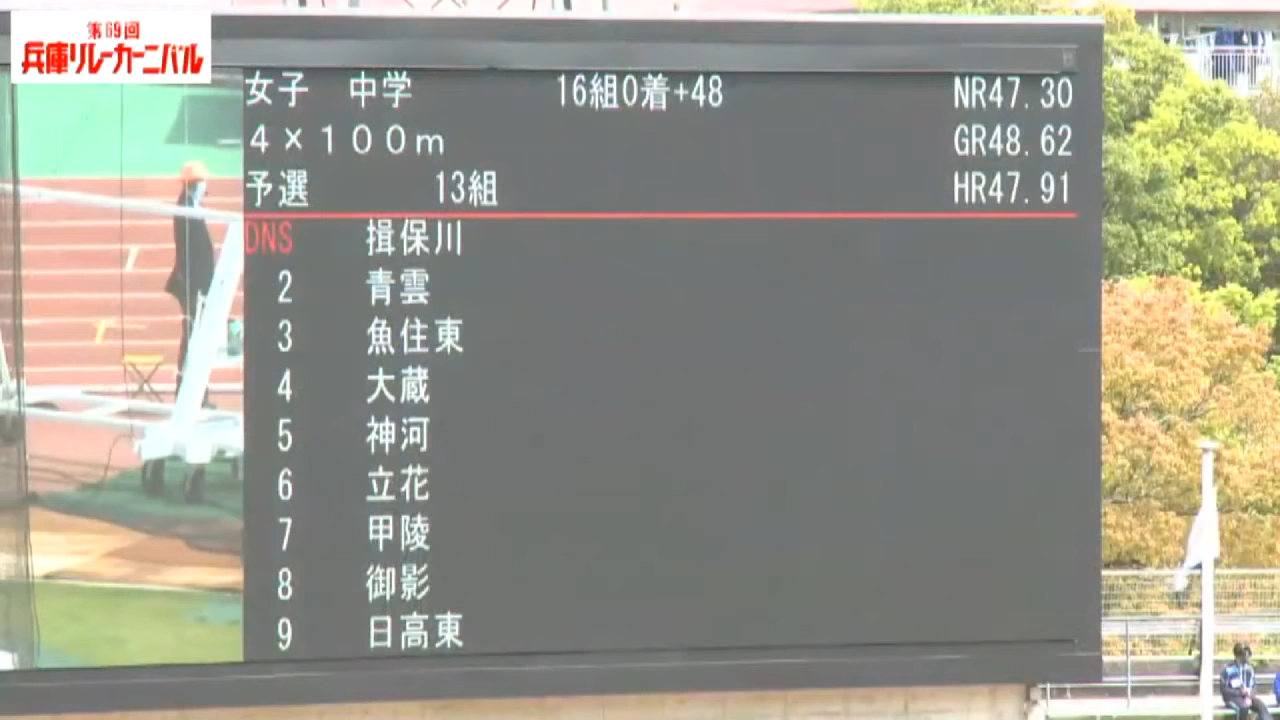 第69回
兵庫リレーカーニバル
女子 中学 16組0着+48 NR47.30
4×100m GR48.62
予選 13組 HR47.91
DNS 揖保川
2 青雲
3 魚住東
4 大蔵
5 神河
6 立花
7 甲陵
8 御影
9 日高東